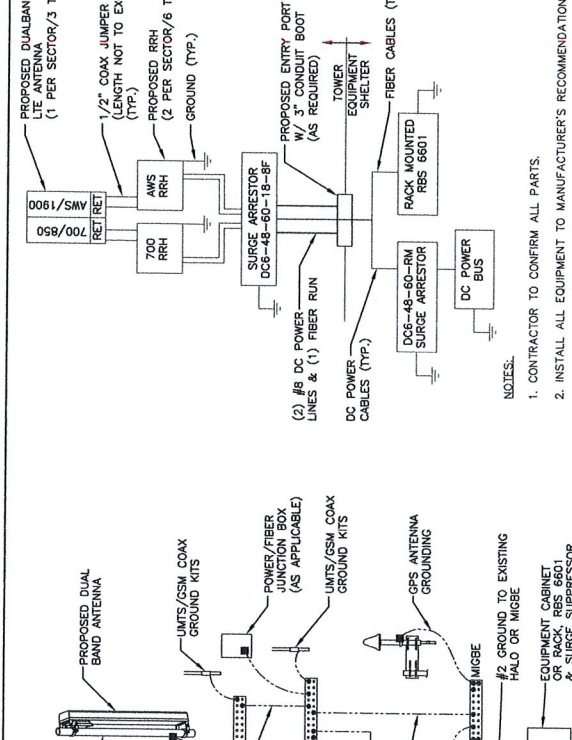 PROPOSED DUAL
BAND ANTENNA
UMTS/GSM COAX
GROUND KITS
POWER/FIBER
JUNCTION BOX
(AS APPLICABLE)
UMTS/GSM COAX
GROUND KITS
GPS ANTENNA
GROUNDING
MIGBE
#2 GROUND TO EXISTING
HALO OR MIGBE
EQUIPMENT CABINET
OR RACK, RBS 6601
& SURGE SUPPRESSOR
PROPOSED DUALBAN
LTE ANTENNA
(1 PER SECTOR/3 T
700/850
AWS/1900
RET
RET
1/2" COAX JUMPER
(LENGTH NOT TO EX
(TYP.)
PROPOSED RRH
(2 PER SECTOR/6 T
700
RRH
AWS
RRH
GROUND (TYP.)
SURGE ARRESTOR
DC6-48-60-18-8F
PROPOSED ENTRY PORT
W/ 3" CONDUIT BOOT
(AS REQUIRED)
(2) #8 DC POWER
LINES & (1) FIBER RUN
TOWER
EQUIPMENT
SHELTER
DC POWER
CABLES (TYP.)
FIBER CABLES (T
DC6-48-60-RM
SURGE ARRESTOR
RACK MOUNTED
RBS 6601
DC POWER
BUS
NOTES:
1. CONTRACTOR TO CONFIRM ALL PARTS.
2. INSTALL ALL EQUIPMENT TO MANUFACTURER'S RECOMMENDATION